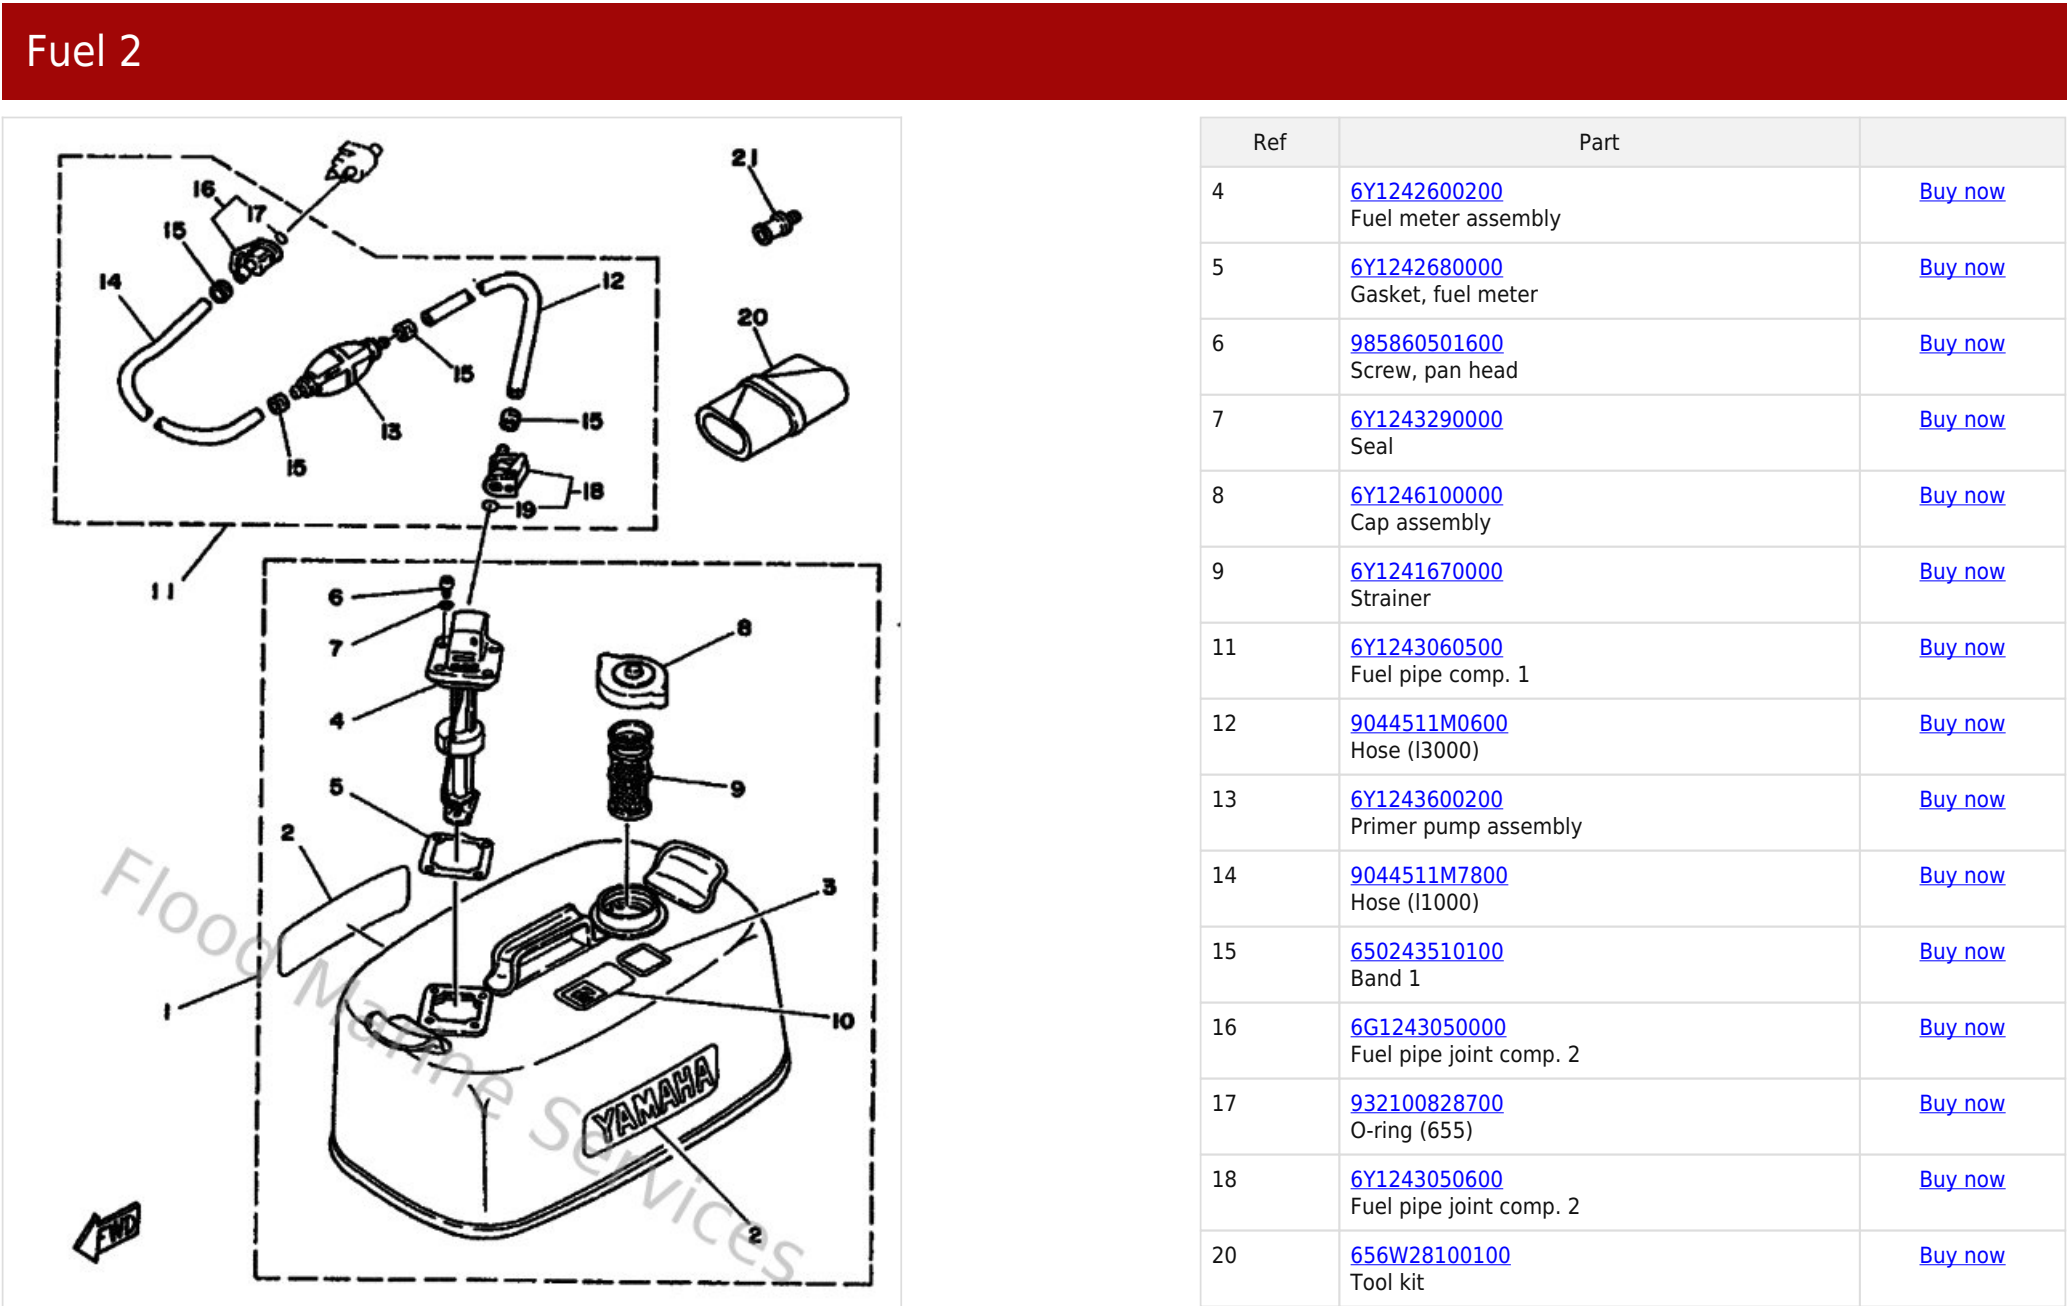 Fuel 2
21
16
17
15
14
12
20
15
13
15
15
18
19
11
6
7
8
4
5
9
2
3
1
10
YAMAHA
2
FWD
Flood Marine Services
Ref Part
4 6Y1242600200 Buy now
Fuel meter assembly
5 6Y1242680000 Buy now
Gasket, fuel meter
6 985860501600 Buy now
Screw, pan head
7 6Y1243290000 Buy now
Seal
8 6Y1246100000 Buy now
Cap assembly
9 6Y1241670000 Buy now
Strainer
11 6Y1243060500 Buy now
Fuel pipe comp. 1
12 9044511M0600 Buy now
Hose (l3000)
13 6Y1243600200 Buy now
Primer pump assembly
14 9044511M7800 Buy now
Hose (l1000)
15 650243510100 Buy now
Band 1
16 6G1243050000 Buy now
Fuel pipe joint comp. 2
17 932100828700 Buy now
O-ring (655)
18 6Y1243050600 Buy now
Fuel pipe joint comp. 2
20 656W28100100 Buy now
Tool kit